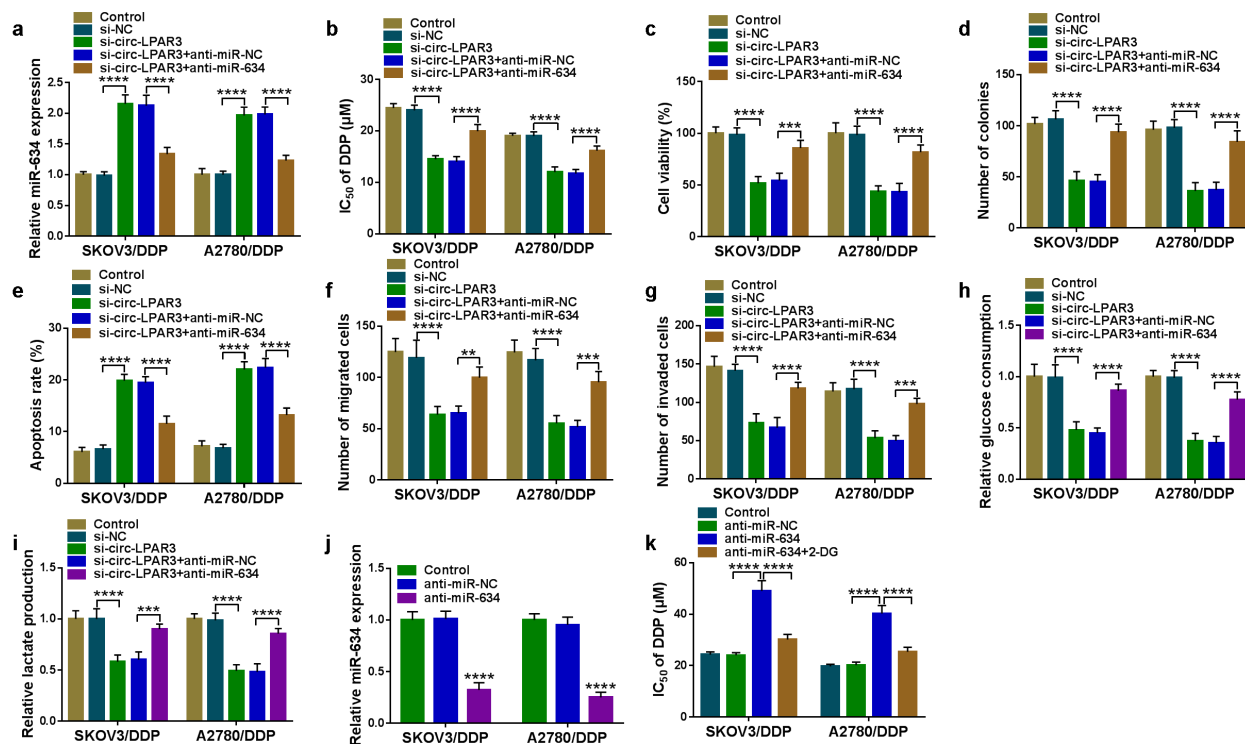 a
Control
si-NC
si-circ-LPAR3
si-circ-LPAR3+anti-miR-NC
si-circ-LPAR3+anti-miR-634
Relative miR-634 expression
2.5
2.0
1.5
1.0
0.5
0.0
**** ****
**** ****
SKOV3/DDP A2780/DDP
b
Control
si-NC
si-circ-LPAR3
si-circ-LPAR3+anti-miR-NC
si-circ-LPAR3+anti-miR-634
IC50 of DDP (μM)
30
20
10
0
**** ****
**** ****
SKOV3/DDP A2780/DDP
c
Control
si-NC
si-circ-LPAR3
si-circ-LPAR3+anti-miR-NC
si-circ-LPAR3+anti-miR-634
Cell viability (%)
150
100
50
0
**** ***
**** ****
SKOV3/DDP A2780/DDP
d
Control
si-NC
si-circ-LPAR3
si-circ-LPAR3+anti-miR-NC
si-circ-LPAR3+anti-miR-634
Number of colonies
150
100
50
0
**** ****
**** ****
SKOV3/DDP A2780/DDP
e
Control
si-NC
si-circ-LPAR3
si-circ-LPAR3+anti-miR-NC
si-circ-LPAR3+anti-miR-634
Apoptosis rate (%)
30
20
10
0
**** ****
**** ****
SKOV3/DDP A2780/DDP
f
Control
si-NC
si-circ-LPAR3
si-circ-LPAR3+anti-miR-NC
si-circ-LPAR3+anti-miR-634
Number of migrated cells
150
100
50
0
**** **
**** ***
SKOV3/DDP A2780/DDP
g
Control
si-NC
si-circ-LPAR3
si-circ-LPAR3+anti-miR-NC
si-circ-LPAR3+anti-miR-634
Number of invaded cells
200
150
100
50
0
**** ****
**** ***
SKOV3/DDP A2780/DDP
h
Control
si-NC
si-circ-LPAR3
si-circ-LPAR3+anti-miR-NC
si-circ-LPAR3+anti-miR-634
Relative glucose consumption
1.5
1.0
0.5
0.0
**** ****
**** ****
SKOV3/DDP A2780/DDP
i
Control
si-NC
si-circ-LPAR3
si-circ-LPAR3+anti-miR-NC
si-circ-LPAR3+anti-miR-634
Relative lactate production
1.5
1.0
0.5
0.0
**** ***
**** ****
SKOV3/DDP A2780/DDP
j
Control
anti-miR-NC
anti-miR-634
Relative miR-634 expression
1.5
1.0
0.5
0.0
****
****
SKOV3/DDP A2780/DDP
k
Control
anti-miR-NC
anti-miR-634
anti-miR-634+2-DG
IC50 of DDP (μM)
60
40
20
0
**** ****
**** ****
SKOV3/DDP A2780/DDP